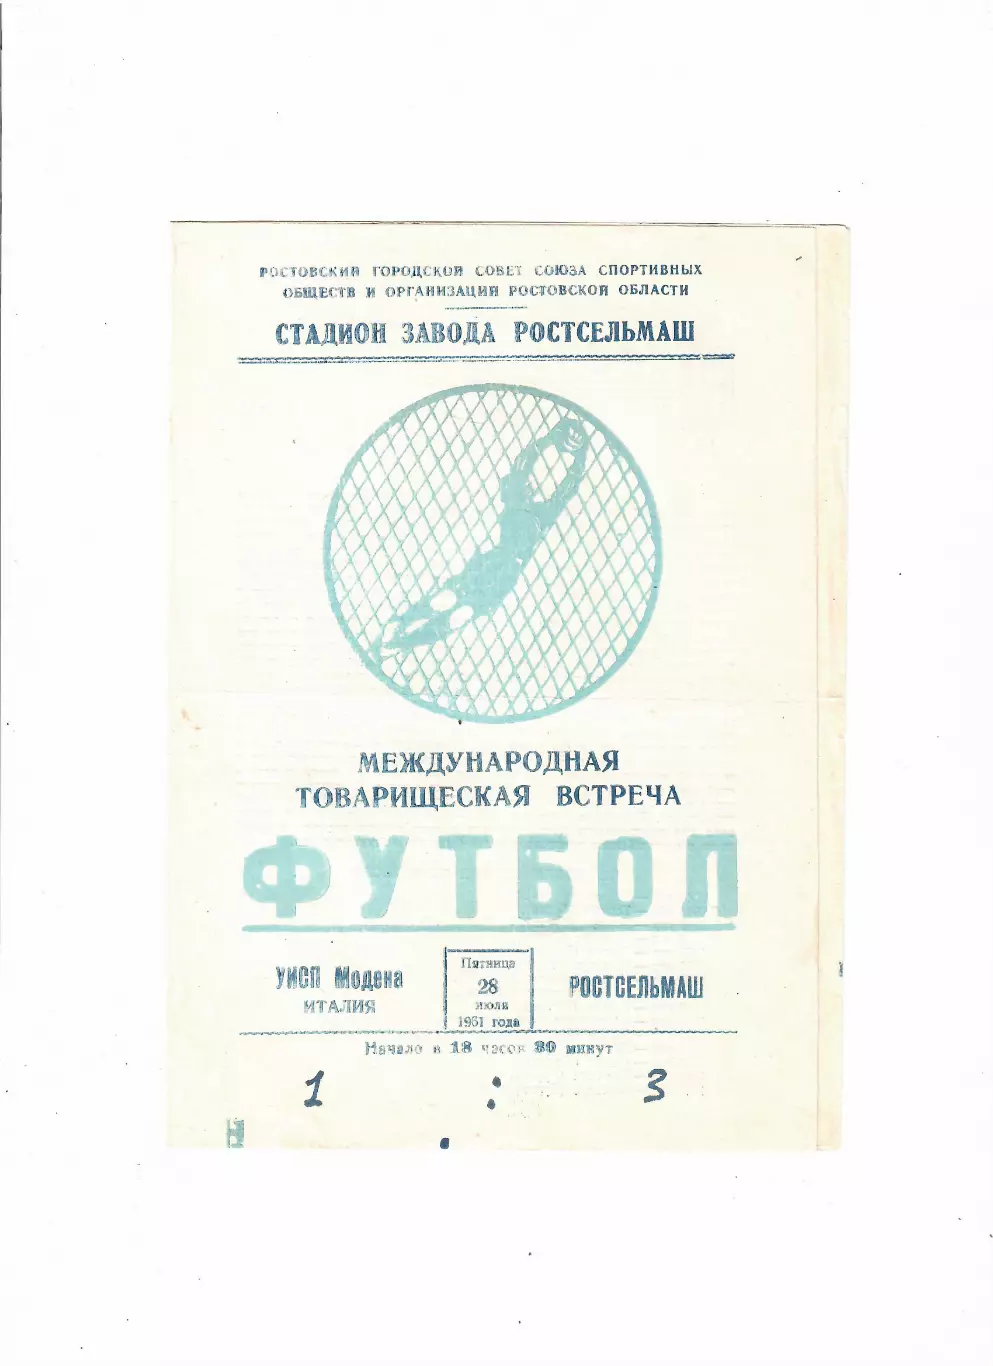 РОСТОВСКИЙ ГОРОДСКОЙ СОВЕТ СОЮЗА СПОРТИВНЫХ
ОБЩЕСТВ И ОРГАНИЗАЦИЙ РОСТОВСКОЙ ОБЛАСТИ
СТАДИОН ЗАВОДА РОСТСЕЛЬМАШ
МЕЖДУНАРОДНАЯ
ТОВАРИЩЕСКАЯ ВСТРЕЧА
ФУТБОЛ
УИСП Модена
ИТАЛИЯ
Пятница
28
июля
1961 года
РОСТСЕЛЬМАШ
Начало в 18 часов 30 минут
1 : 3